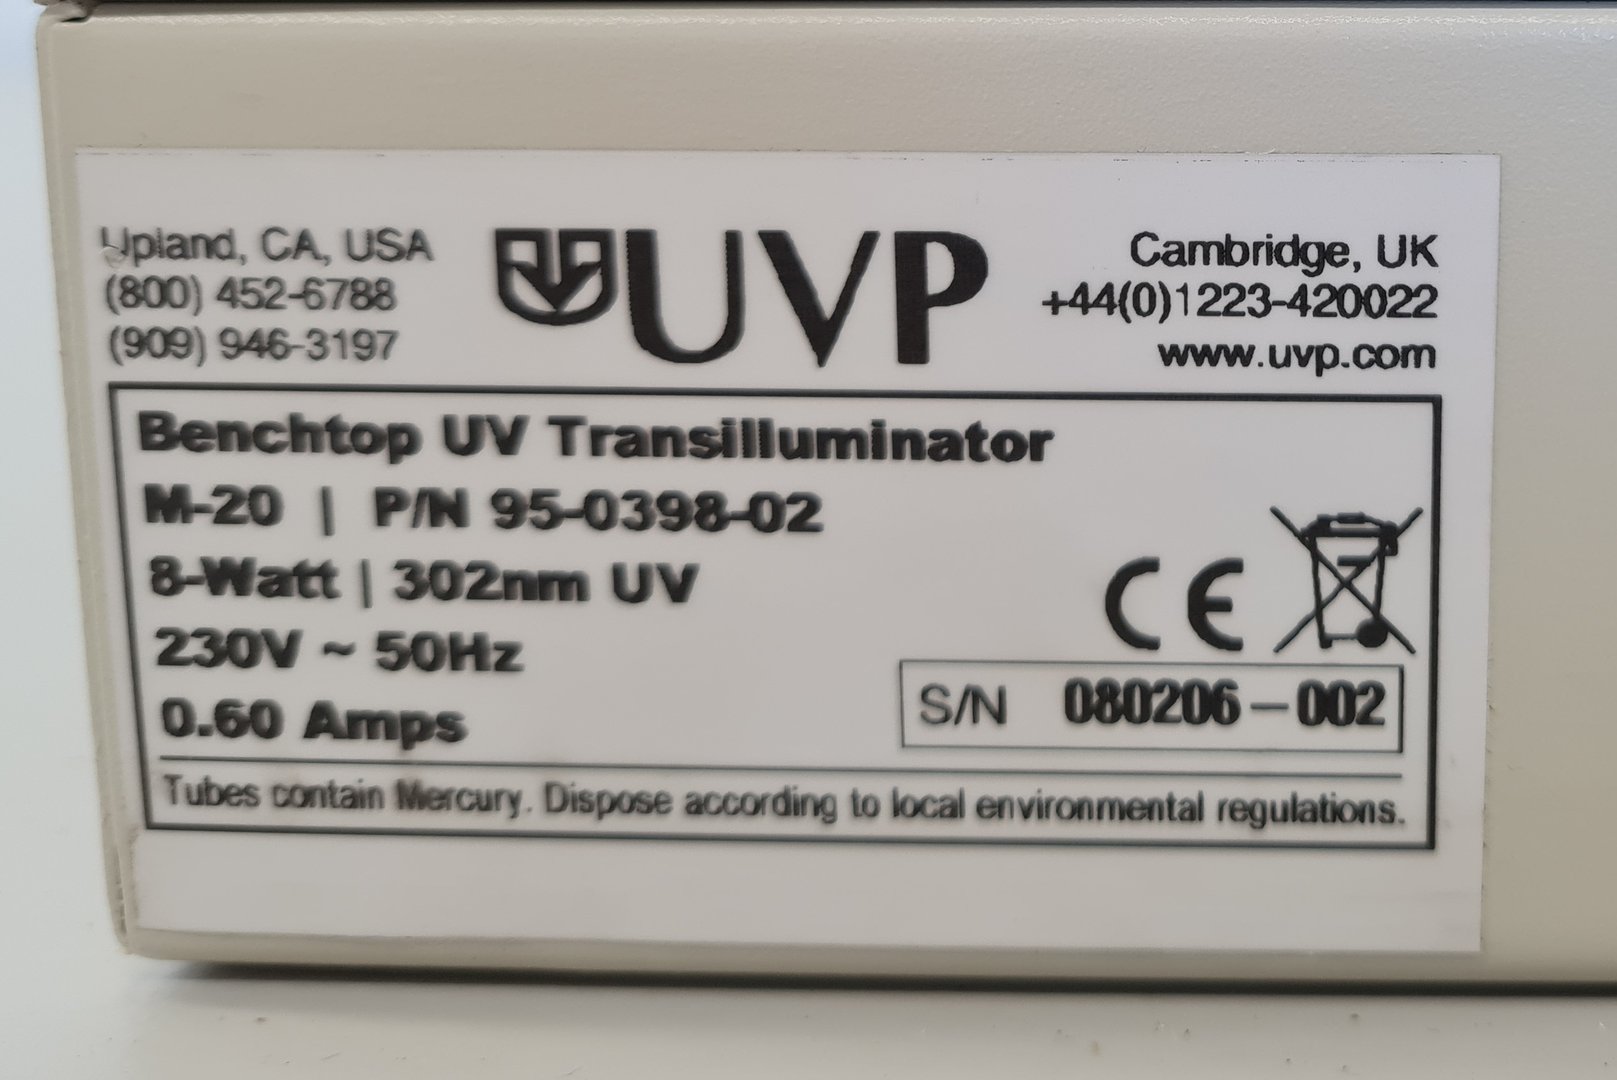 Upland, CA, USA
(800) 452-6788
(909) 946-3197
UVP
Cambridge, UK
+44(0)1223-420022
www.uvp.com
Benchtop UV Transilluminator
M-20 | P/N 95-0398-02
8-Watt | 302nm UV
230V ~ 50Hz
0.60 Amps
CE
S/N 080206-002
Tubes contain Mercury. Dispose according to local environmental regulations.